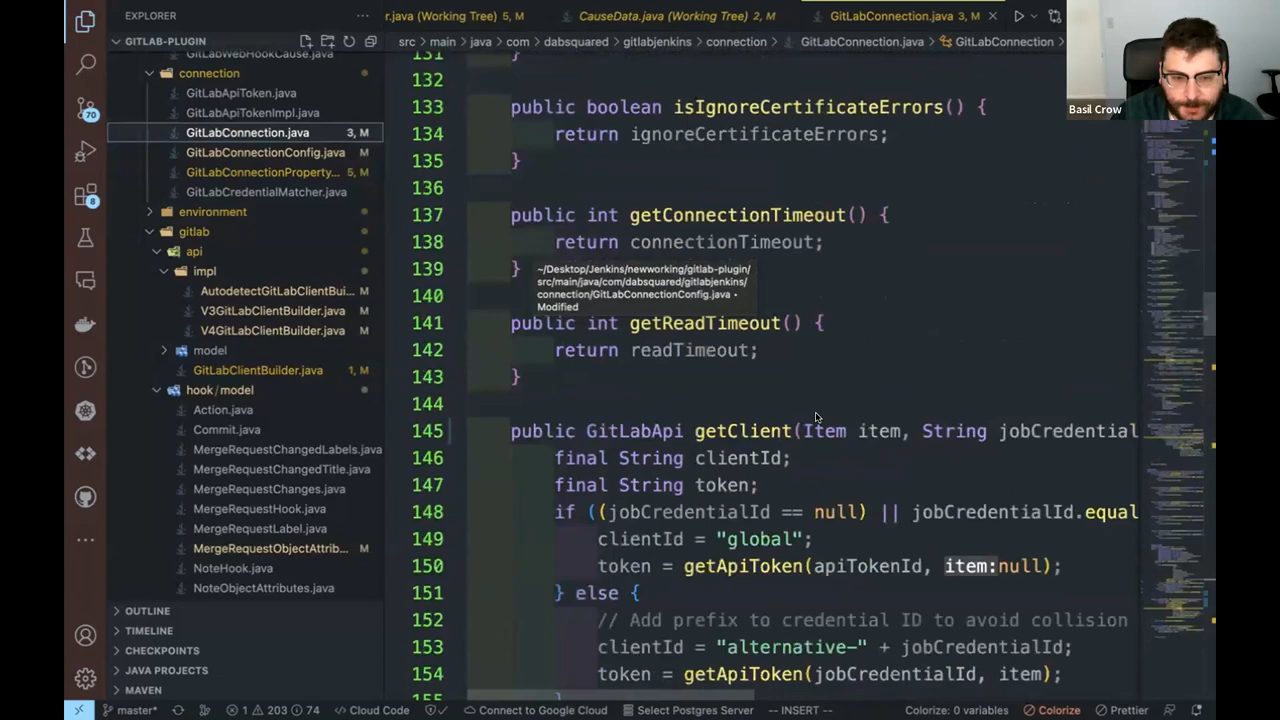 EXPLORER
r.java (Working Tree) 5, M
CauseData.java (Working Tree) 2, M
GitLabConnection.java 3, M
GITLAB-PLUGIN
src > main > java > com > dabsquared > gitlabjenkins > connection > GitLabConnection.java > GitLabConnection >
Basil Crow
GitLabWebHookCause.java
connection
GitLabApiToken.java
GitLabApiTokenImpl.java
GitLabConnection.java 3, M
GitLabConnectionConfig.java M
GitLabConnectionProperty... 5, M
GitLabCredentialMatcher.java
environment
gitlab
api
impl
AutodetectGitLabClientBui...
V3GitLabClientBuilder.java
V4GitLabClientBuilder.java
model
GitLabClientBuilder.java 1, M
hook/model
Action.java
Commit.java
MergeRequestChangedLabels.java
MergeRequestChangedTitle.java
MergeRequestChanges.java
MergeRequestHook.java
MergeRequestLabel.java
MergeRequestObjectAttrib... M
NoteHook.java
NoteObjectAttributes.java
OUTLINE
TIMELINE
CHECKPOINTS
JAVA PROJECTS
MAVEN
70
8
131 }
132
133 public boolean isIgnoreCertificateErrors() {
134 return ignoreCertificateErrors;
135 }
136
137 public int getConnectionTimeout() {
138 return connectionTimeout;
139 }
~/Desktop/Jenkins/newworking/gitlab-plugin/
src/main/java/com/dabsquared/gitlabjenkins/
connection/GitLabConnectionConfig.java •
Modified
140
141 public int getReadTimeout() {
142 return readTimeout;
143 }
144
145 public GitLabApi getClient(Item item, String jobCredential
146 final String clientId;
147 final String token;
148 if ((jobCredentialId == null) || jobCredentialId.equal
149 clientId = "global";
150 token = getApiToken(apiTokenId, item:null);
151 } else {
152 // Add prefix to credential ID to avoid collision
153 clientId = "alternative-" + jobCredentialId;
154 token = getApiToken(jobCredentialId, item);
155 }
master* 1 203 74 Cloud Code Connect to Google Cloud Select Postgres Server -- INSERT -- Colorize: 0 variables Colorize Prettier